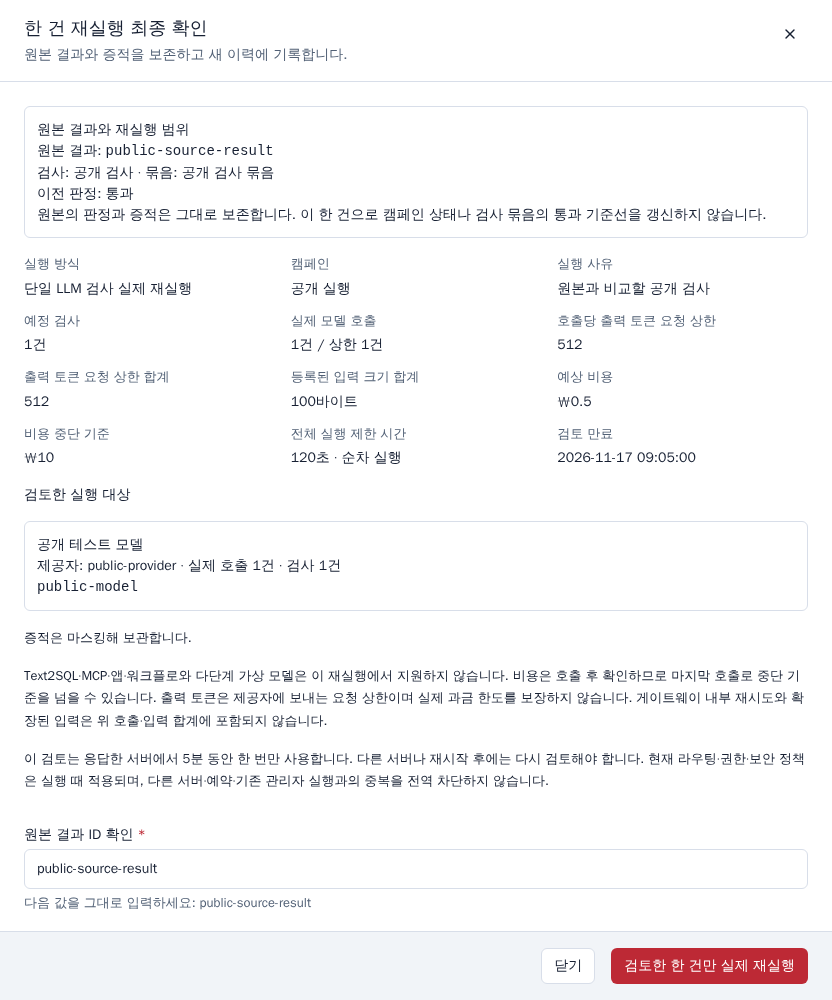 한 건 재실행 최종 확인
원본 결과와 증적을 보존하고 새 이력에 기록합니다.
원본 결과와 재실행 범위
원본 결과: public-source-result
검사: 공개 검사 · 묶음: 공개 검사 묶음
이전 판정: 통과
원본의 판정과 증적은 그대로 보존합니다. 이 한 건으로 캠페인 상태나 검사 묶음의 통과 기준선을 갱신하지 않습니다.
실행 방식
단일 LLM 검사 실제 재실행
캠페인
공개 실행
실행 사유
원본과 비교할 공개 검사
예정 검사
1건
실제 모델 호출
1건 / 상한 1건
호출당 출력 토큰 요청 상한
512
출력 토큰 요청 상한 합계
512
등록된 입력 크기 합계
100바이트
예상 비용
₩0.5
비용 중단 기준
₩10
전체 실행 제한 시간
120초 · 순차 실행
검토 만료
2026-11-17 09:05:00
검토한 실행 대상
공개 테스트 모델
제공자: public-provider · 실제 호출 1건 · 검사 1건
public-model
증적은 마스킹해 보관합니다.
Text2SQL·MCP·앱·워크플로와 다단계 가상 모델은 이 재실행에서 지원하지 않습니다. 비용은 호출 후 확인하므로 마지막 호출로 중단 기
준을 넘을 수 있습니다. 출력 토큰은 제공자에 보내는 요청 상한이며 실제 과금 한도를 보장하지 않습니다. 게이트웨이 내부 재시도와 확
장된 입력은 위 호출·입력 합계에 포함되지 않습니다.
이 검토는 응답한 서버에서 5분 동안 한 번만 사용합니다. 다른 서버나 재시작 후에는 다시 검토해야 합니다. 현재 라우팅·권한·보안 정책
은 실행 때 적용되며, 다른 서버·예약·기존 관리자 실행과의 중복을 전역 차단하지 않습니다.
원본 결과 ID 확인 *
public-source-result
다음 값을 그대로 입력하세요: public-source-result
닫기
검토한 한 건만 실제 재실행